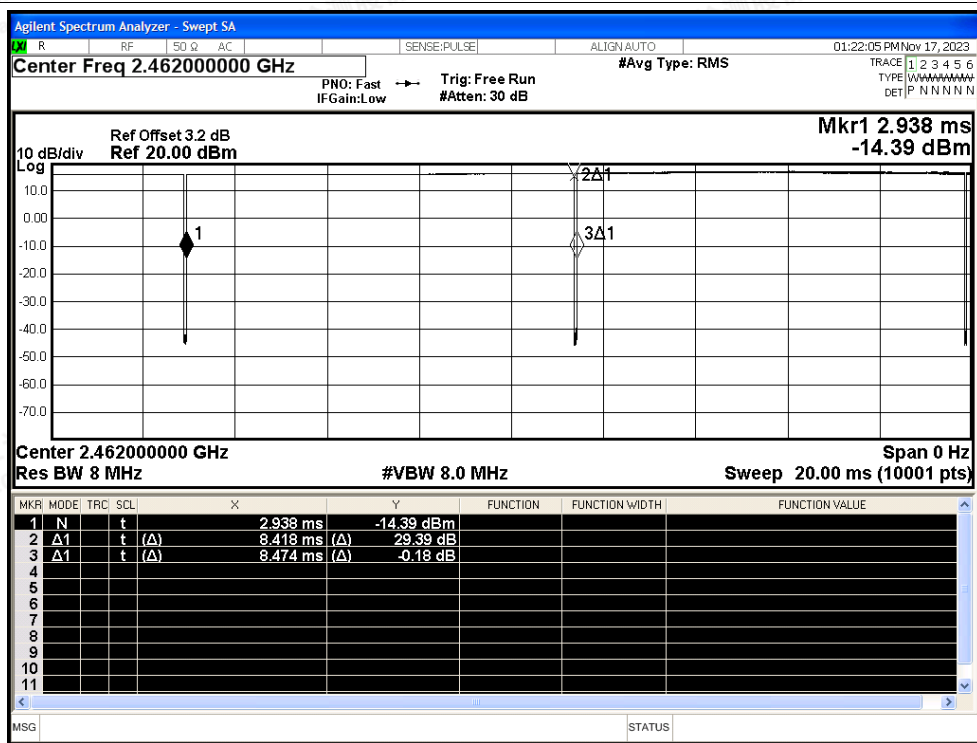 Agilent Spectrum Analyzer - Swept SA
LXI R RF 50 Ω AC SENSE:PULSE ALIGN AUTO 01:22:05 PM Nov 17, 2023
Center Freq 2.462000000 GHz
PNO: Fast
IFGain:Low
Trig: Free Run
#Atten: 30 dB
#Avg Type: RMS
TRACE 1 2 3 4 5 6
TYPE
DET P N N N N N
Mkr1 2.938 ms
-14.39 dBm
Ref Offset 3.2 dB
10 dB/div Ref 20.00 dBm
Log
10.0
0.00
-10.0
-20.0
-30.0
-40.0
-50.0
-60.0
-70.0
2Δ1
1
3Δ1
Center 2.462000000 GHz Span 0 Hz
Res BW 8 MHz #VBW 8.0 MHz Sweep 20.00 ms (10001 pts)
MKR MODE TRC SCL X Y FUNCTION FUNCTION WIDTH FUNCTION VALUE
1 N t 2.938 ms -14.39 dBm
2 Δ1 t (Δ) 8.418 ms (Δ) 29.39 dB
3 Δ1 t (Δ) 8.474 ms (Δ) -0.18 dB
4
5
6
7
8
9
10
11
MSG STATUS